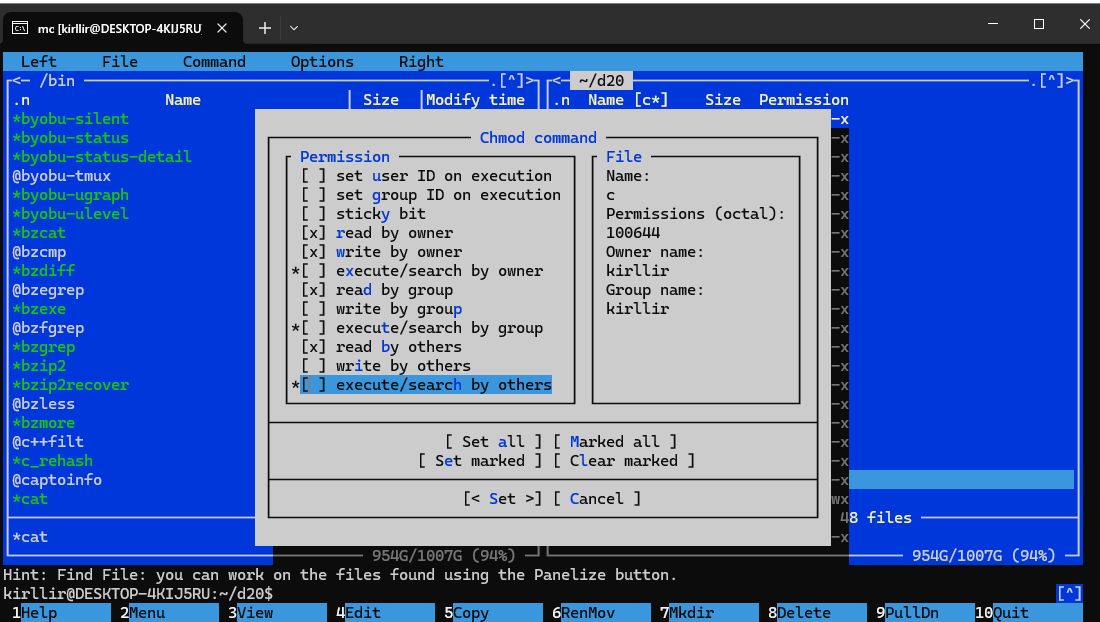 mc [kirllir@DESKTOP-4KIJ5RU
Left File Command Options Right
<- /bin .[^]> <- ~/d20 .[^]>
.n Name Size Modify time .n Name [c*] Size Permission
*byobu-silent -x
*byobu-status -x
*byobu-status-detail -x
@byobu-tmux -x
*byobu-ugraph -x
*byobu-ulevel -x
*bzcat -x
@bzcmp -x
*bzdiff -x
@bzegrep -x
*bzexe -x
@bzfgrep -x
*bzgrep -x
*bzip2 -x
*bzip2recover -x
@bzless -x
*bzmore -x
@c++filt -x
*c_rehash -x
@captoinfo -x
*cat wx
48 files
*cat -x
954G/1007G (94%) 954G/1007G (94%)
Chmod command
Permission
[ ] set user ID on execution
[ ] set group ID on execution
[ ] sticky bit
[x] read by owner
[x] write by owner
*[ ] execute/search by owner
[x] read by group
[ ] write by group
*[ ] execute/search by group
[x] read by others
[ ] write by others
*[ ] execute/search by others
File
Name:
c
Permissions (octal):
100644
Owner name:
kirllir
Group name:
kirllir
[ Set all ] [ Marked all ]
[ Set marked ] [ Clear marked ]
[< Set >] [ Cancel ]
Hint: Find File: you can work on the files found using the Panelize button.
kirllir@DESKTOP-4KIJ5RU:~/d20$ [^]
1Help 2Menu 3View 4Edit 5Copy 6RenMov 7Mkdir 8Delete 9PullDn 10Quit